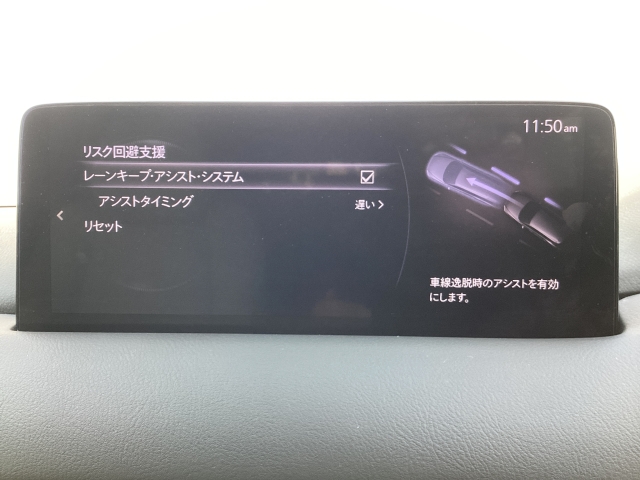 11:50am
リスク回避支援
レーンキープ・アシスト・システム
アシストタイミング 遅い
リセット
車線逸脱時のアシストを有効
にします。